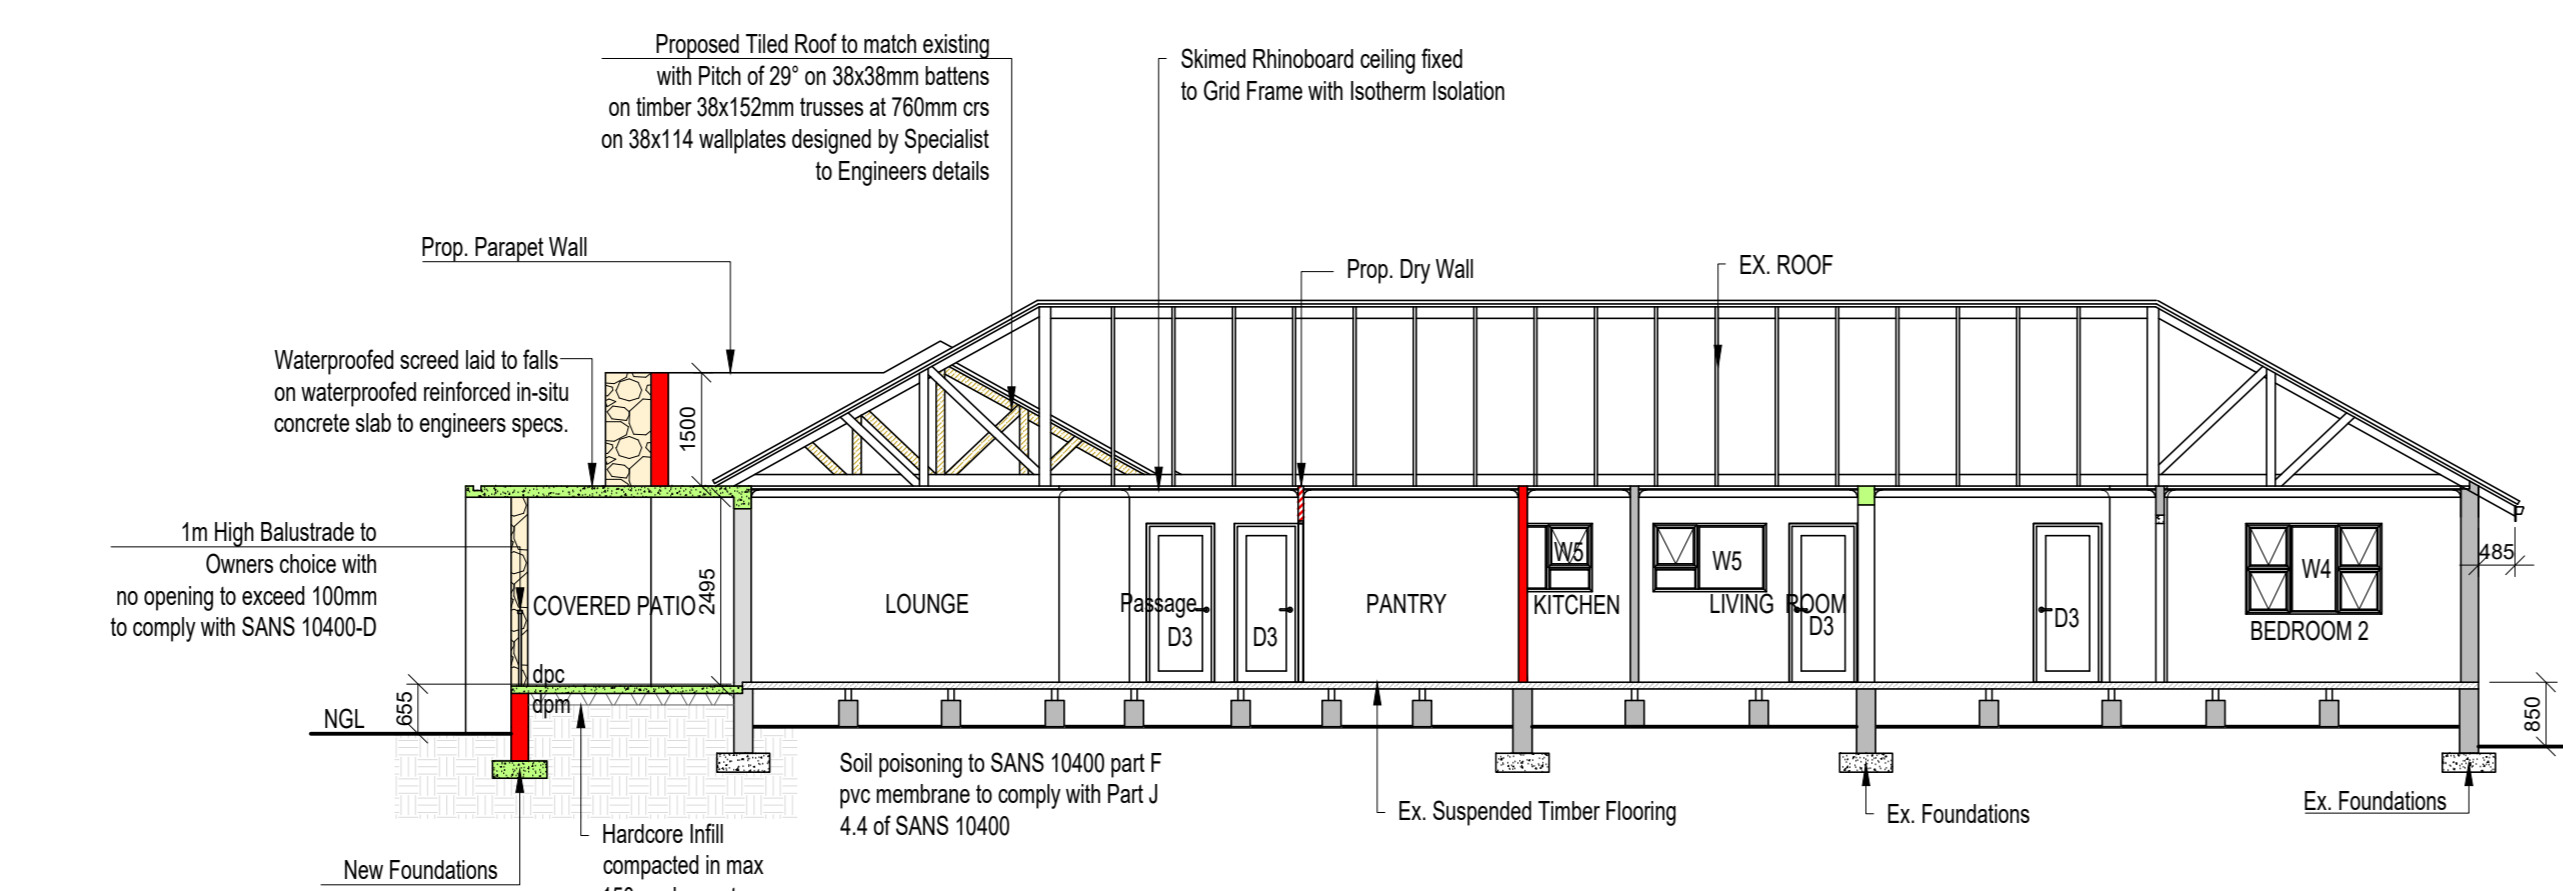 Proposed Tiled Roof to match existing
with Pitch of 29° on 38x38mm battens
on timber 38x152mm trusses at 760mm crs
on 38x114 wallplates designed by Specialist
to Engineers details
Skimed Rhinoboard ceiling fixed
to Grid Frame with Isotherm Isolation
Prop. Parapet Wall
Prop. Dry Wall
EX. ROOF
Waterproofed screed laid to falls
on waterproofed reinforced in-situ
concrete slab to engineers specs.
1500
1m High Balustrade to
Owners choice with
no opening to exceed 100mm
to comply with SANS 10400-D
COVERED PATIO
2495
LOUNGE
Passage
D3
D3
PANTRY
W5
KITCHEN
W5
LIVING ROOM
D3
D3
W4
BEDROOM 2
485
dpc
dpm
NGL
655
850
Soil poisoning to SANS 10400 part F
pvc membrane to comply with Part J
4.4 of SANS 10400
Ex. Suspended Timber Flooring
Ex. Foundations
Ex. Foundations
Hardcore Infill
compacted in max
New Foundations